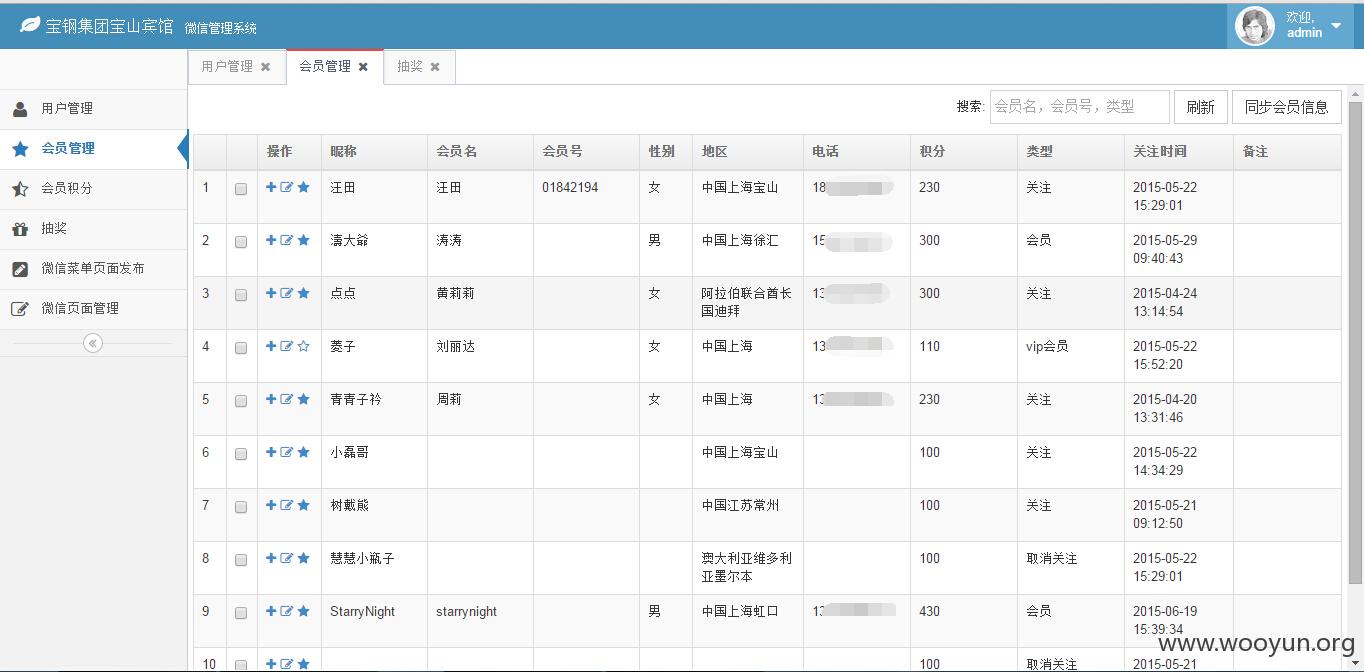 宝钢集团宝山宾馆 微信管理系统
欢迎,
admin
用户管理 会员管理 抽奖
用户管理
会员管理
会员积分
抽奖
微信菜单页面发布
微信页面管理
搜索: 会员名，会员号，类型 刷新 同步会员信息
操作 昵称 会员名 会员号 性别 地区 电话 积分 类型 关注时间 备注
1 汪田 汪田 01842194 女 中国上海宝山 18 230 关注 2015-05-22
15:29:01
2 濤大爺 涛涛 男 中国上海徐汇 15 300 会员 2015-05-29
09:40:43
3 点点 黄莉莉 女 阿拉伯联合酋长 13 300 关注 2015-04-24
国迪拜 13:14:54
4 菱子 刘丽达 女 中国上海 13 110 vip会员 2015-05-22
15:52:20
5 青青子衿 周莉 女 中国上海 13 230 关注 2015-04-20
13:31:46
6 小磊哥 中国上海宝山 100 关注 2015-05-22
14:34:29
7 树戴熊 中国江苏常州 100 关注 2015-05-21
09:12:50
8 慧慧小瓶子 澳大利亚维多利 100 取消关注 2015-05-22
亚墨尔本 15:29:01
9 StarryNight starrynight 男 中国上海虹口 13 430 会员 2015-06-19
15:39:34
10 100 取消关注 2015-05-21
www.wooyun.org